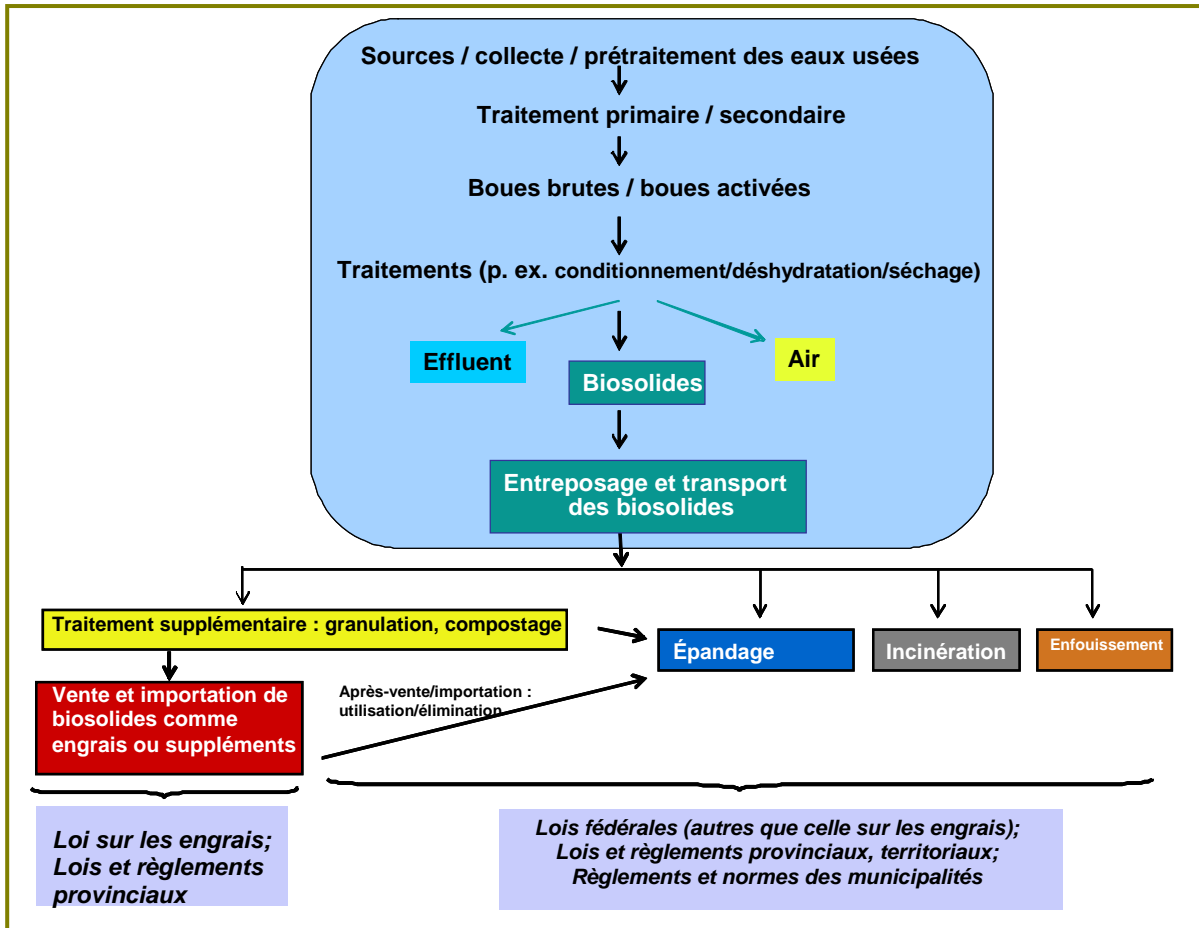 Sources / collecte / prétraitement des eaux usées
Traitement primaire / secondaire
Boues brutes / boues activées
Traitements (p. ex. conditionnement/déshydratation/séchage)
Effluent
Air
Biosolides
Entreposage et transport
des biosolides
Traitement supplémentaire : granulation, compostage
Épandage
Incinération
Enfouissement
Vente et importation de
biosolides comme
engrais ou suppléments
Après-vente/importation :
utilisation/élimination
Loi sur les engrais;
Lois et règlements
provinciaux
Lois fédérales (autres que celle sur les engrais);
Lois et règlements provinciaux, territoriaux;
Règlements et normes des municipalités